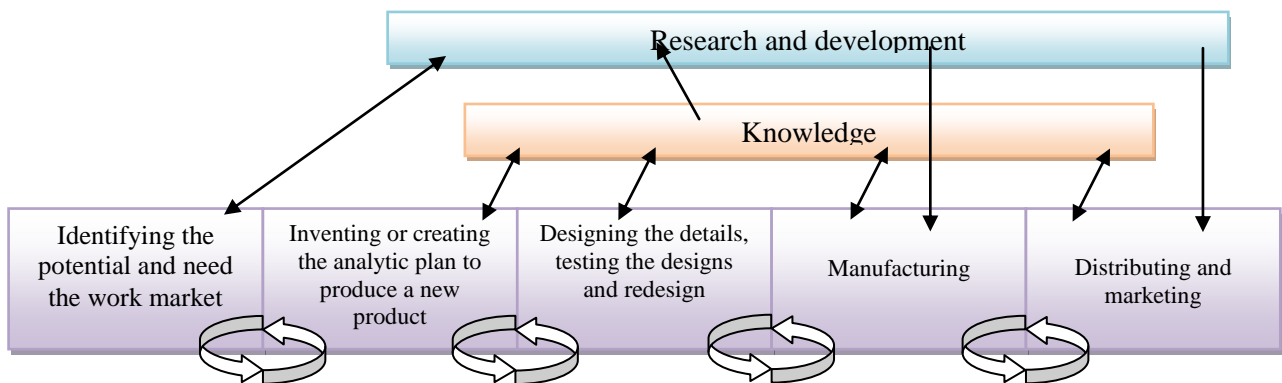 Research and development
Knowledge
Identifying the
potential and need
the work market
Inventing or creating
the analytic plan to
produce a new
product
Designing the details,
testing the designs
and redesign
Manufacturing
Distributing and
marketing